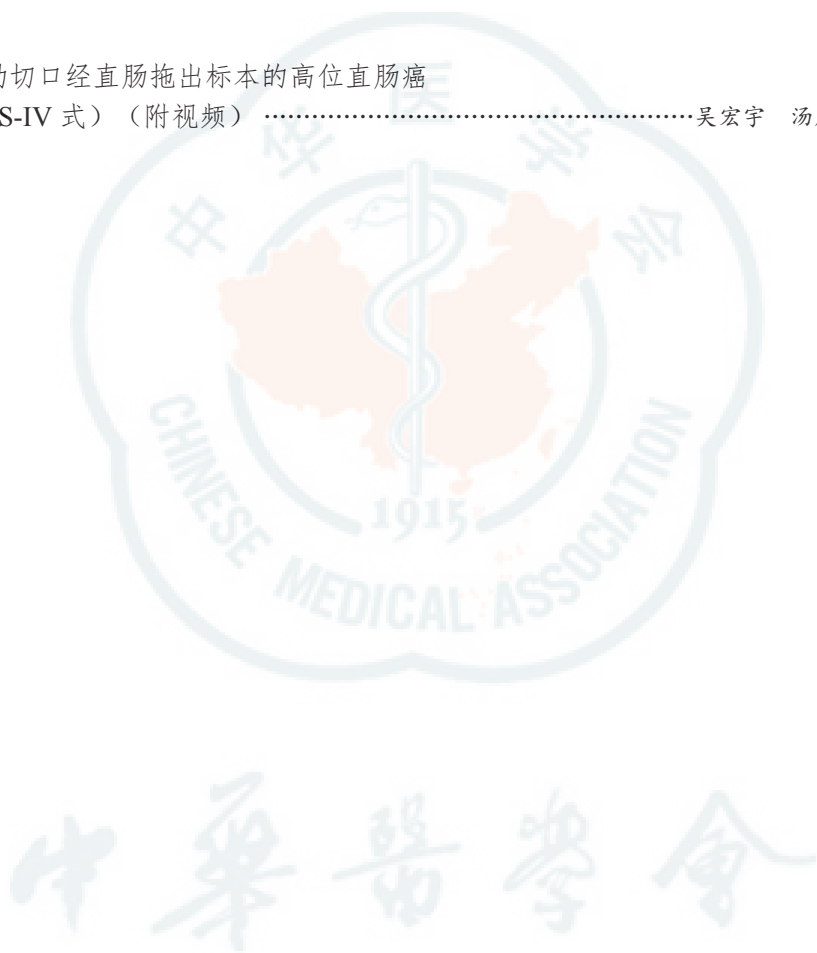 助切口经直肠拖出标本的高位直肠癌
S-IV 式）（附视频） ……………………………………………吴宏宇 汤
中华医学会
1915
CHINESE MEDICAL ASSOCIATION
中華醫學會